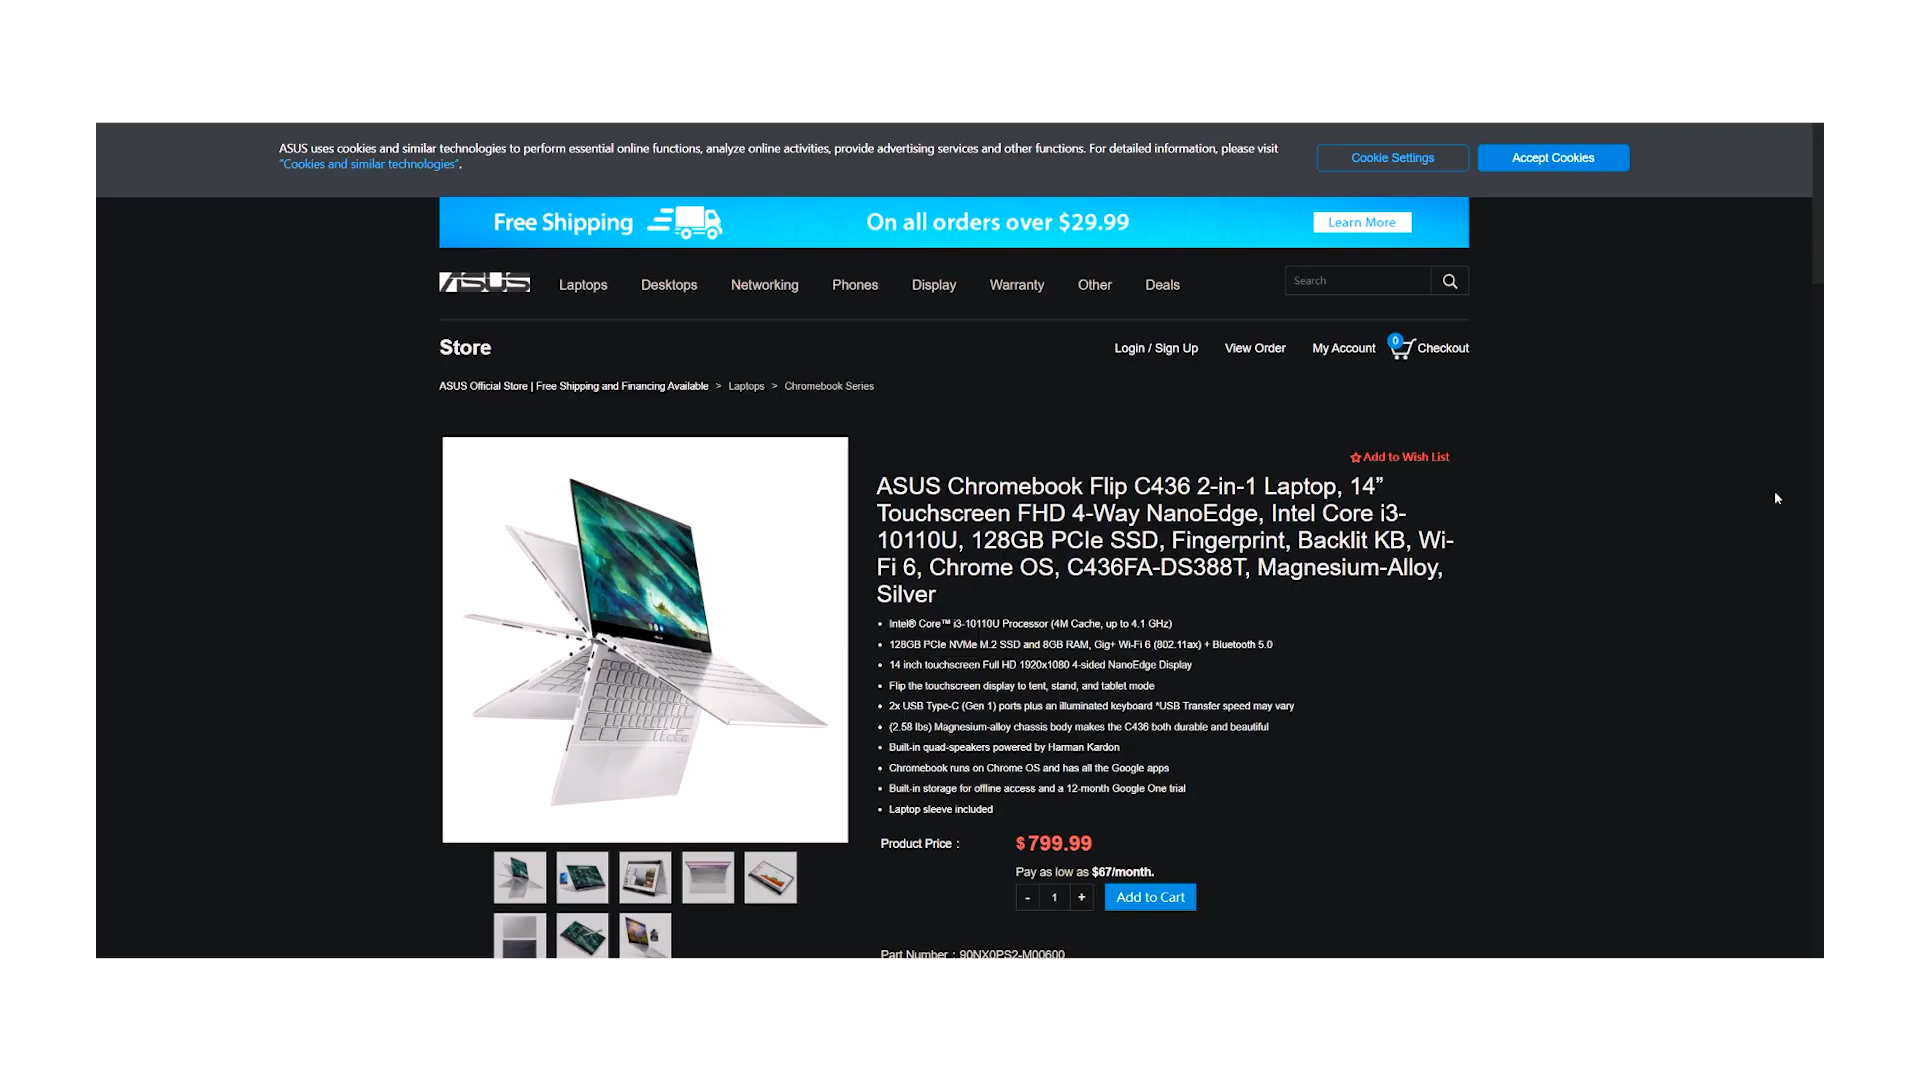 ASUS uses cookies and similar technologies to perform essential online functions, analyze online activities, provide advertising services and other functions. For detailed information, please visit
"Cookies and similar technologies".
Cookie Settings
Accept Cookies
Free Shipping
On all orders over $29.99
Learn More
ASUS
Laptops
Desktops
Networking
Phones
Display
Warranty
Other
Deals
Search
Store
Login / Sign Up
View Order
My Account
0
Checkout
ASUS Official Store | Free Shipping and Financing Available > Laptops > Chromebook Series
Add to Wish List
ASUS Chromebook Flip C436 2-in-1 Laptop, 14”
Touchscreen FHD 4-Way NanoEdge, Intel Core i3-
10110U, 128GB PCIe SSD, Fingerprint, Backlit KB, Wi-
Fi 6, Chrome OS, C436FA-DS388T, Magnesium-Alloy,
Silver
• Intel® Core™ i3-10110U Processor (4M Cache, up to 4.1 GHz)
• 128GB PCIe NVMe M.2 SSD and 8GB RAM, Gig+ Wi-Fi 6 (802.11ax) + Bluetooth 5.0
• 14 inch touchscreen Full HD 1920x1080 4-sided NanoEdge Display
• Flip the touchscreen display to tent, stand, and tablet mode
• 2x USB Type-C (Gen 1) ports plus an illuminated keyboard *USB Transfer speed may vary
• (2.58 lbs) Magnesium-alloy chassis body makes the C436 both durable and beautiful
• Built-in quad-speakers powered by Harman Kardon
• Chromebook runs on Chrome OS and has all the Google apps
• Built-in storage for offline access and a 12-month Google One trial
• Laptop sleeve included
Product Price :
$ 799.99
Pay as low as $67/month.
- 1 +
Add to Cart
Part Number : 90NX0PS2-M00600